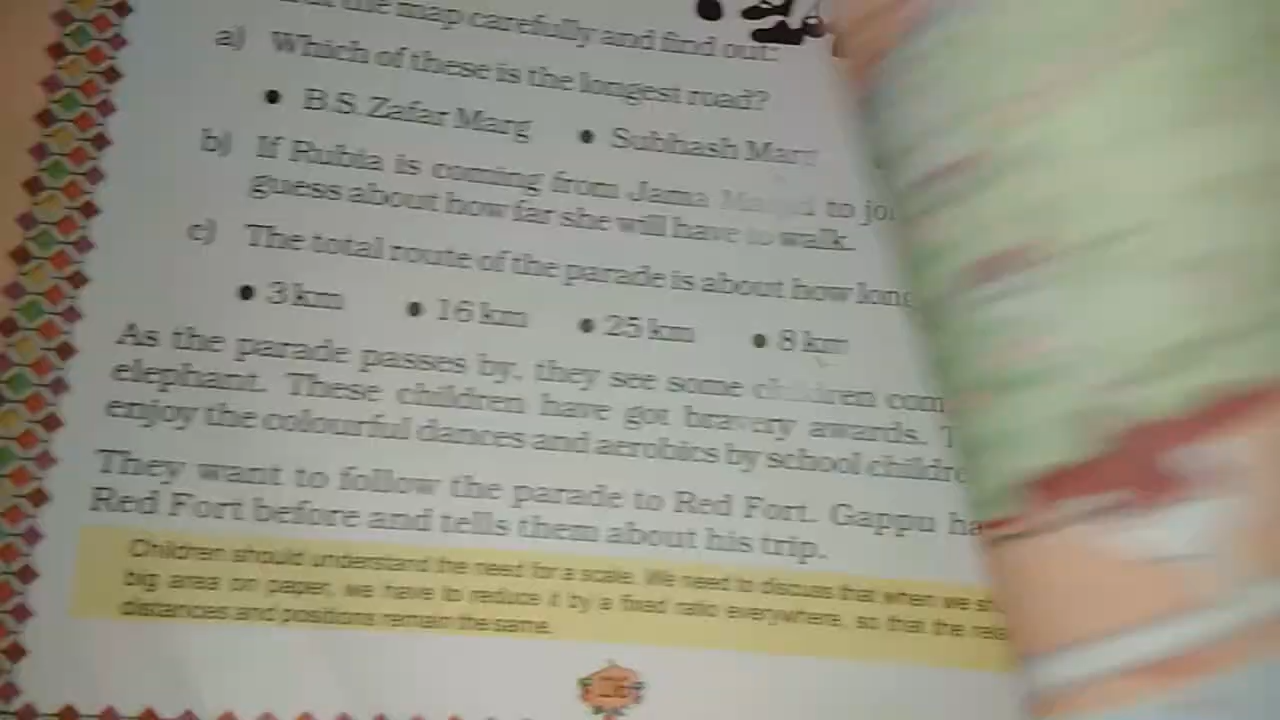 the map carefully and find out:
a) Which of these is the longest road?
• B.S. Zafar Marg • Subhash Marg
b) If Rubia is coming from Jama Masjid to
guess about how far she will have to walk.
c) The total route of the parade is about how long
• 3 km • 16 km • 25 km • 8 km
As the parade passes by, they see some children
elephant. These children have got bravery awards.
enjoy the colourful dances and aerobics by school
They want to follow the parade to Red Fort. Gappu
Red Fort before and tells them about his trip.
Children should understand the need for a scale. We need to discuss that when we
big area on paper, we have to reduce it by a fixed ratio everywhere, so that the
distances and positions remain the same.